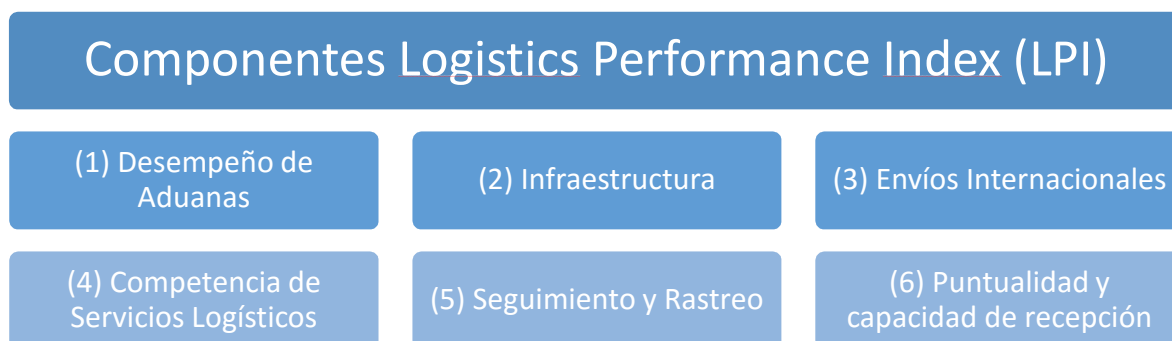 Componentes Logistics Performance Index (LPI)
(1) Desempeño de
Aduanas
(2) Infraestructura
(3) Envíos Internacionales
(4) Competencia de
Servicios Logísticos
(5) Seguimiento y Rastreo
(6) Puntualidad y
capacidad de recepción